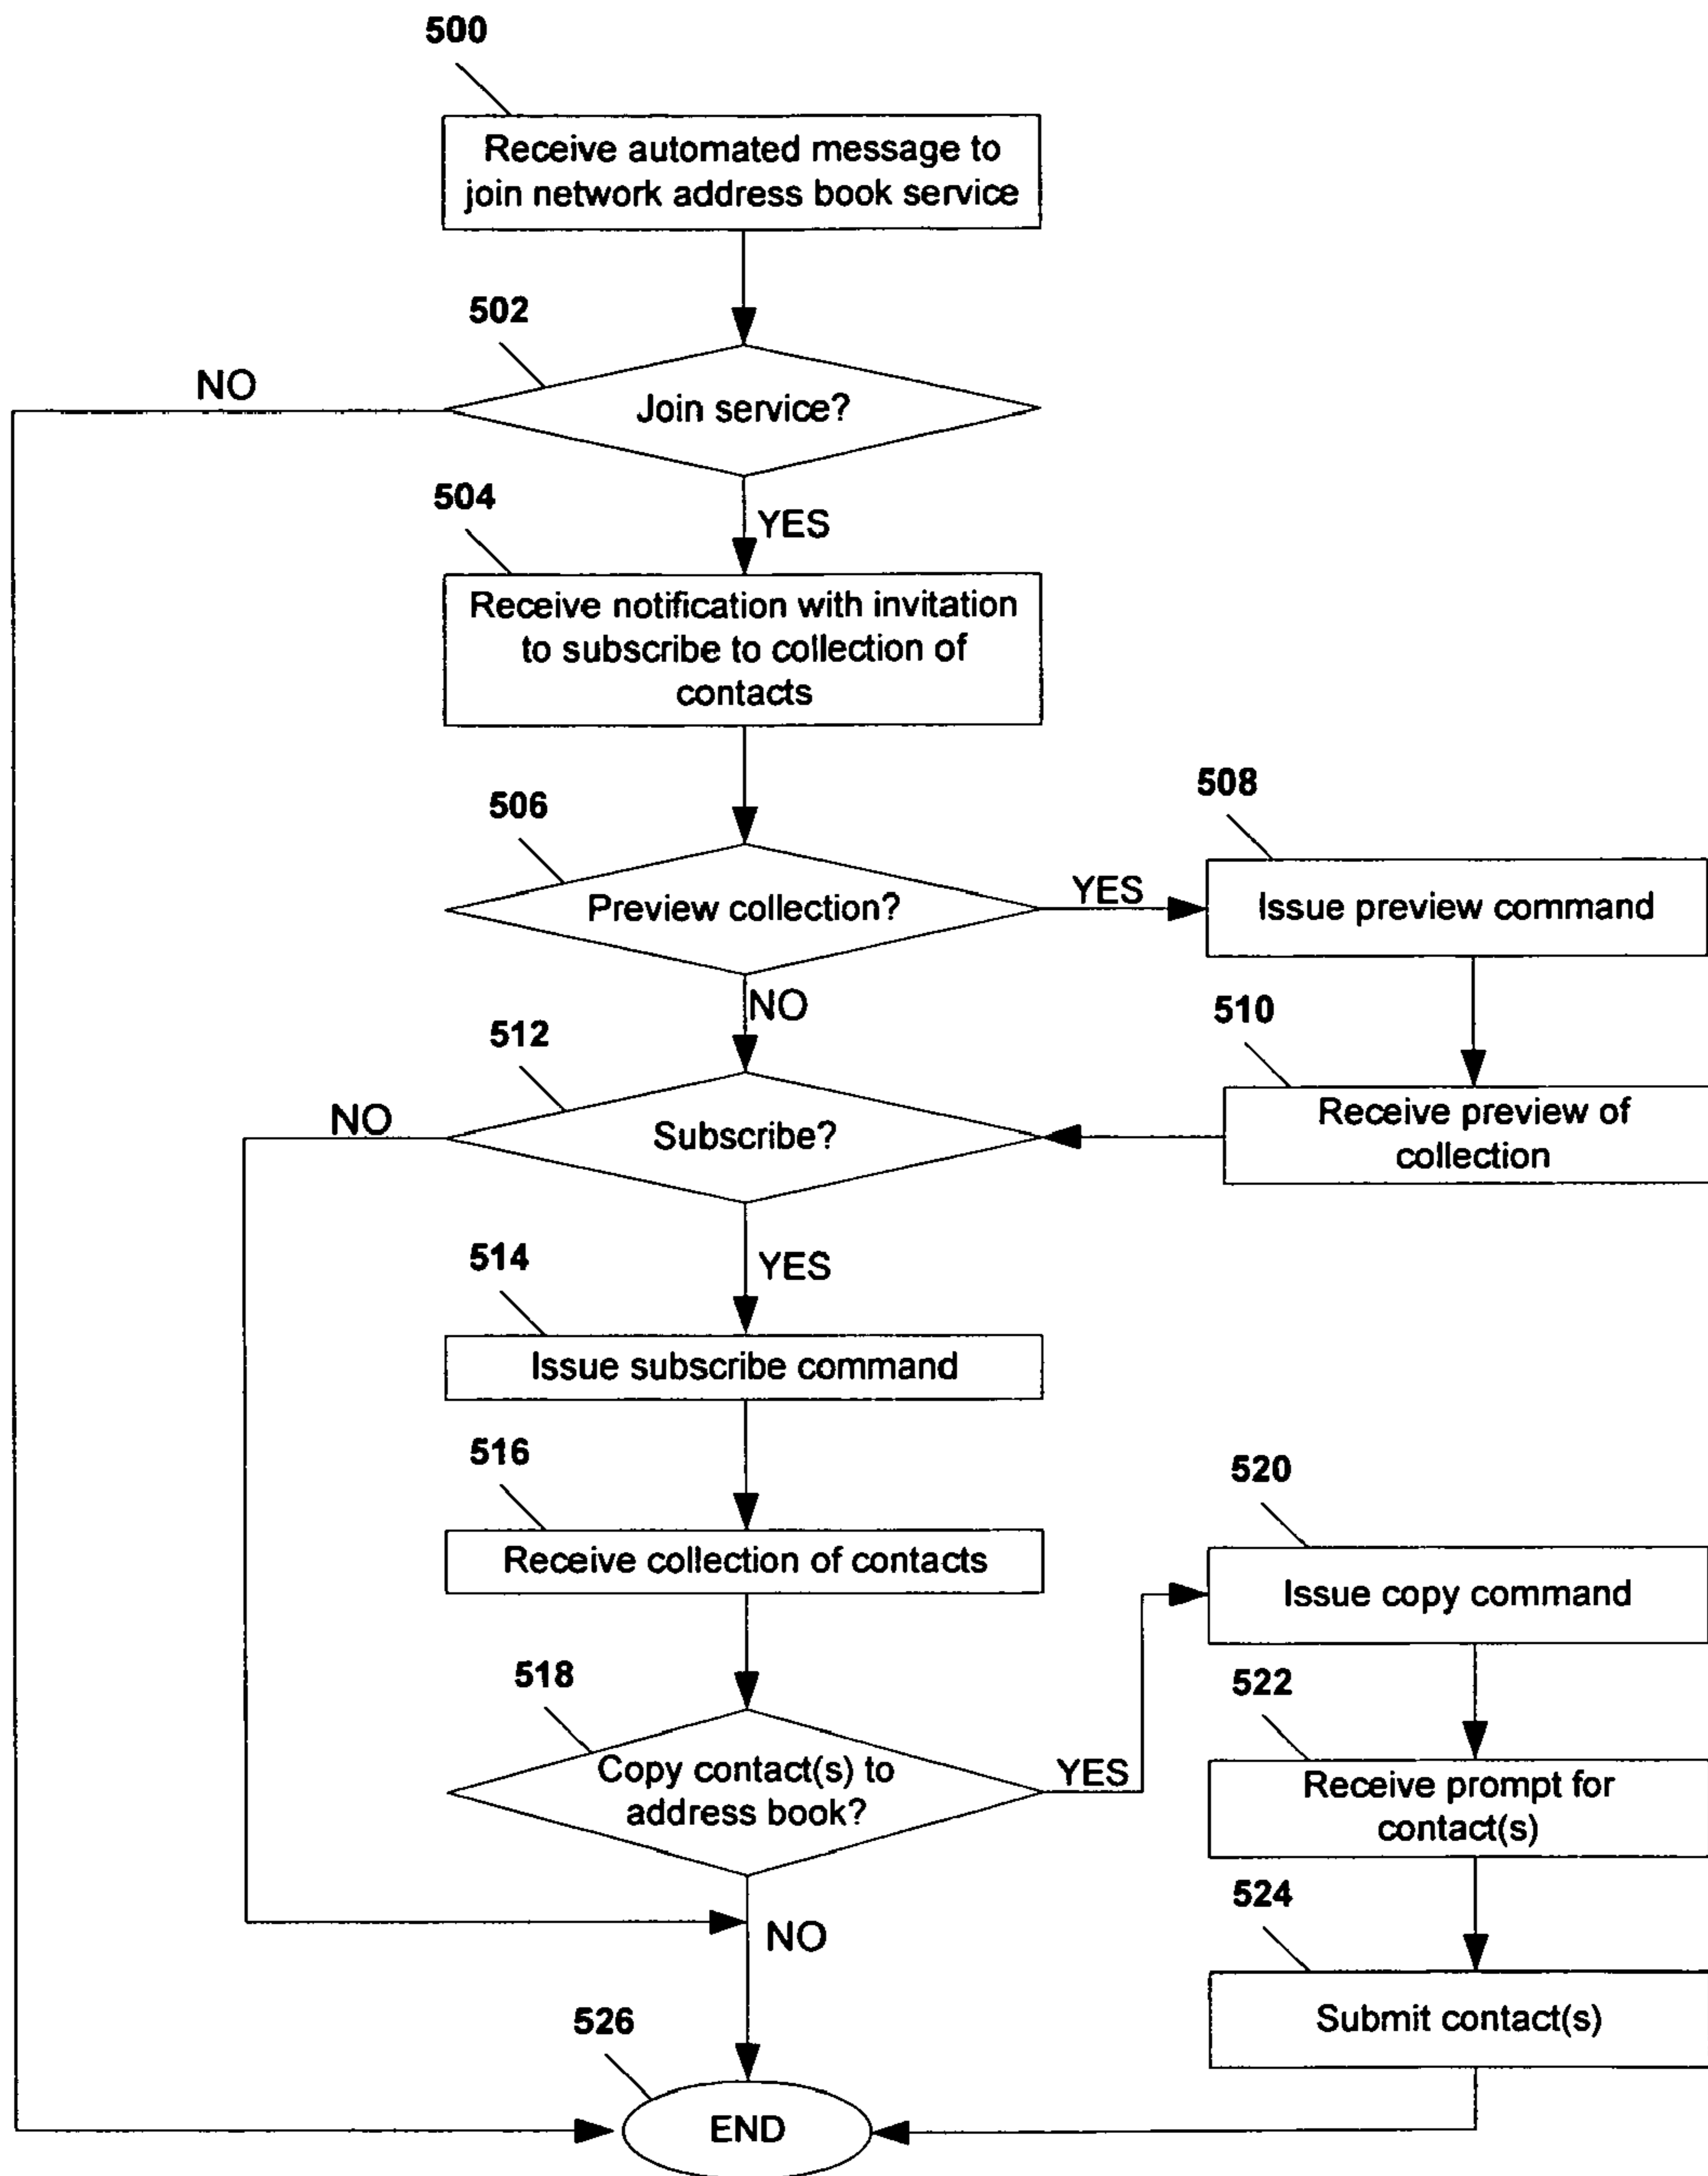 500
Receive automated message to
join network address book service
502
NO
Join service?
504
YES
Receive notification with invitation
to subscribe to collection of
contacts
506
508
Preview collection?
YES
Issue preview command
NO
510
512
NO
Subscribe?
Receive preview of
collection
514
YES
Issue subscribe command
516
520
Receive collection of contacts
Issue copy command
518
522
Copy contact(s) to
address book?
YES
Receive prompt for
contact(s)
524
NO
526
Submit contact(s)
END